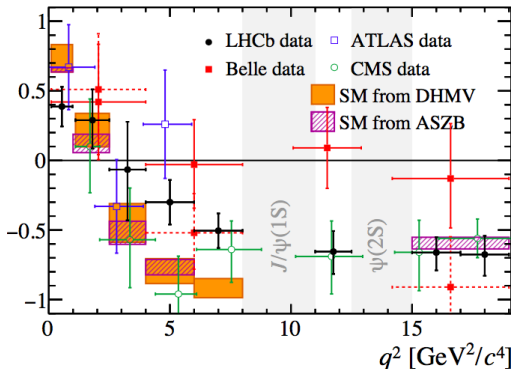 1
LHCb data
ATLAS data
Belle data
CMS data
SM from DHMV
SM from ASZB
0.5
0
−0.5
−1
J/ψ(1S)
ψ(2S)
0
5
10
15
q² [GeV²/c⁴]